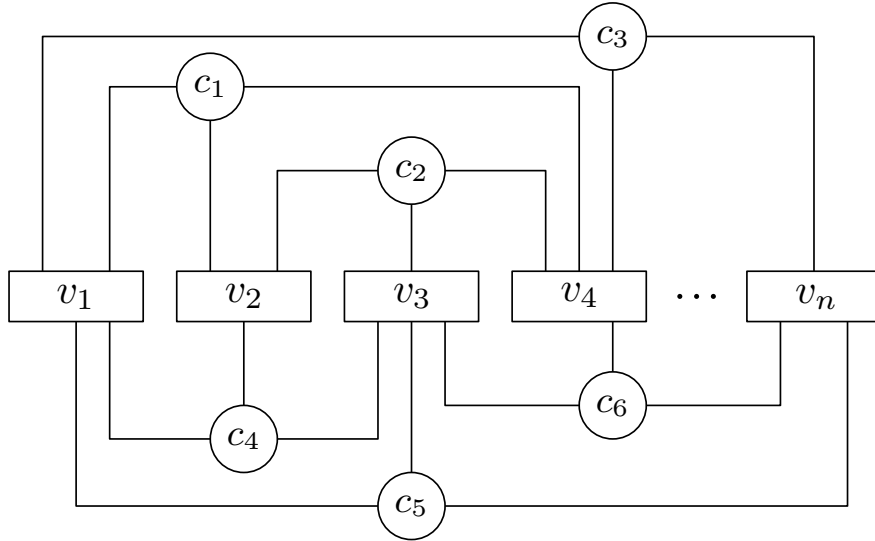 c₃
c₁
c₂
v₁ v₂ v₃ v₄ ⋯ vₙ
c₆
c₄
c₅